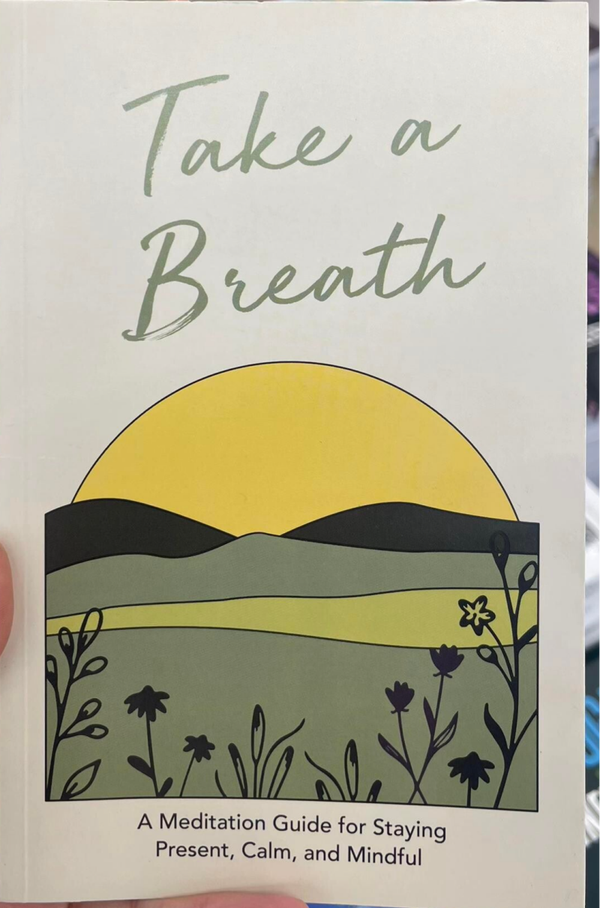 Take a
Breath
A Meditation Guide for Staying
Present, Calm, and Mindful